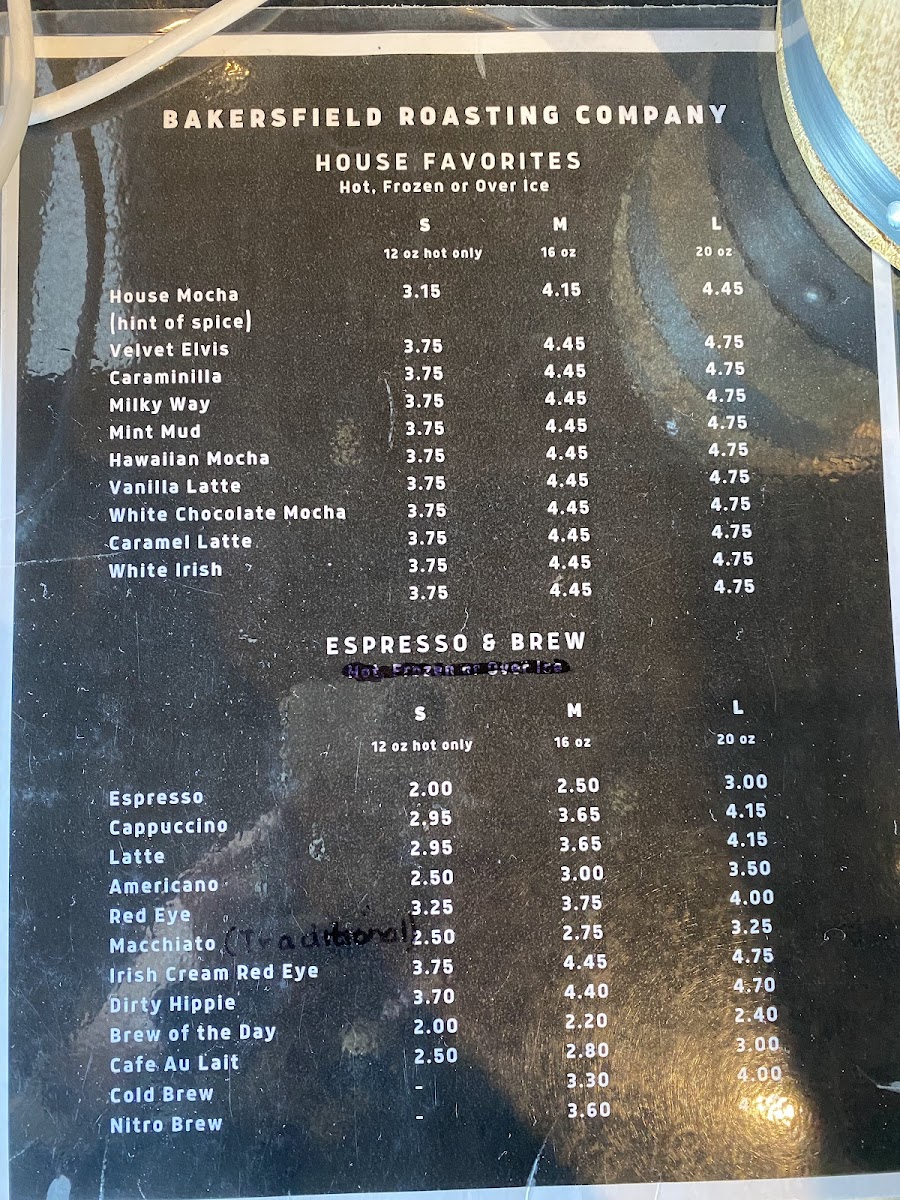 BAKERSFIELD ROASTING COMPANY
HOUSE FAVORITES
Hot, Frozen or Over Ice
S M L
12 oz hot only 16 oz 20 oz
House Mocha 3.15 4.15 4.45
(hint of spice)
Velvet Elvis 3.75 4.45 4.75
Caraminilla 3.75 4.45 4.75
Milky Way 3.75 4.45 4.75
Mint Mud 3.75 4.45 4.75
Hawaiian Mocha 3.75 4.45 4.75
Vanilla Latte 3.75 4.45 4.75
White Chocolate Mocha 3.75 4.45 4.75
Caramel Latte 3.75 4.45 4.75
White Irish 3.75 4.45 4.75
3.75 4.45 4.75
ESPRESSO & BREW
Hot, Frozen or Over Ice
S M L
12 oz hot only 16 oz 20 oz
Espresso 2.00 2.50 3.00
Cappuccino 2.95 3.65 4.15
Latte 2.95 3.65 4.15
Americano 2.50 3.00 3.50
Red Eye 3.25 3.75 4.00
Macchiato (Traditional) 2.50 2.75 3.25
Irish Cream Red Eye 3.75 4.45 4.75
Dirty Hippie 3.70 4.40 4.70
Brew of the Day 2.00 2.20 2.40
Cafe Au Lait 2.50 2.80 3.00
Cold Brew - 3.30 4.00
Nitro Brew - 3.60